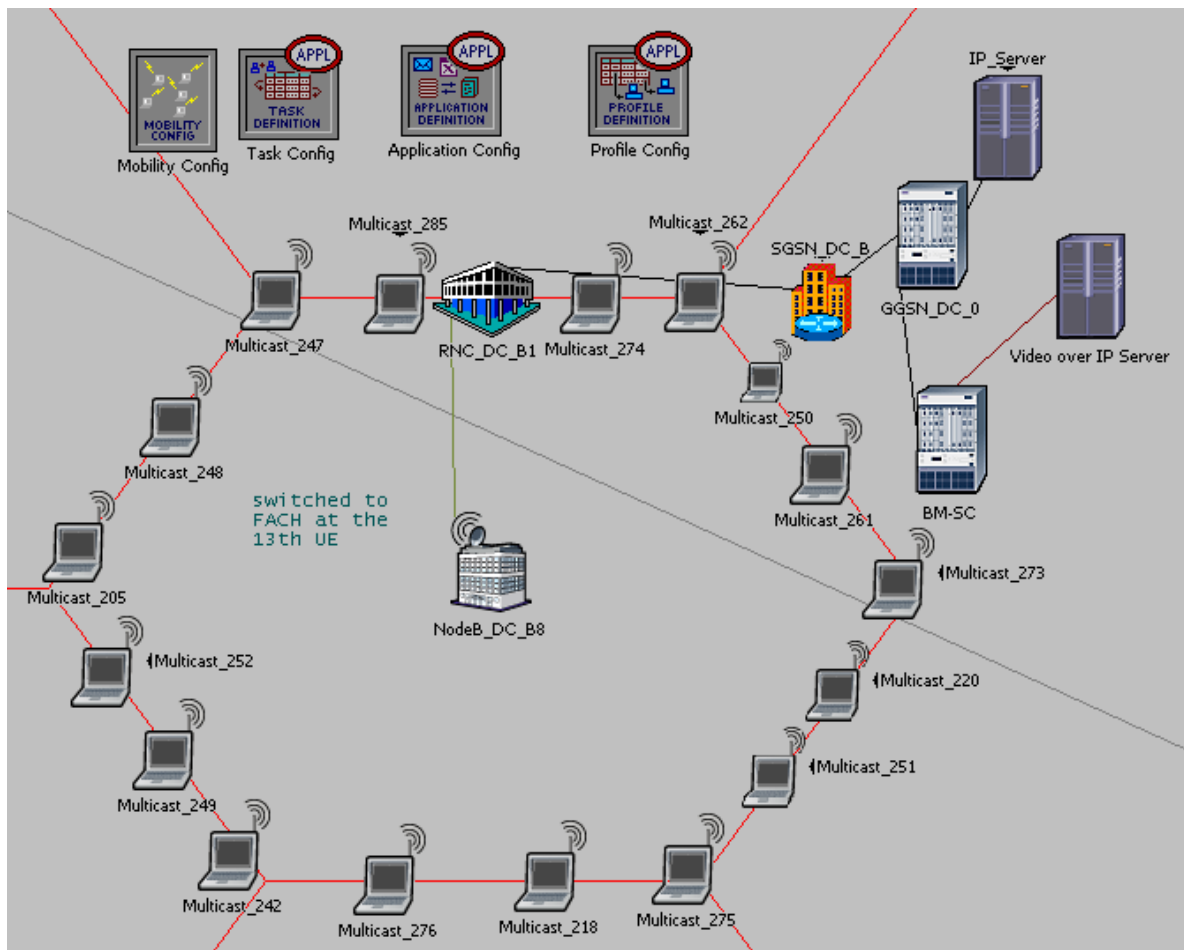 IP_Server
APPL
APPL
APPL
MOBILITY
CONFIG
TASK
DEFINITION
APPLICATION
DEFINITION
PROFILE
DEFINITION
Mobility Config
Task Config
Application Config
Profile Config
Multicast_285
Multicast_262
SGSN_DC_B
GGSN_DC_0
Multicast_247
RNC_DC_B1
Multicast_274
Video over IP Server
Multicast_250
Multicast_248
Multicast_261
BM-SC
switched to
FACH at the
13th UE
Multicast_273
Multicast_205
NodeB_DC_B8
Multicast_252
Multicast_220
Multicast_251
Multicast_249
Multicast_242
Multicast_276
Multicast_218
Multicast_275